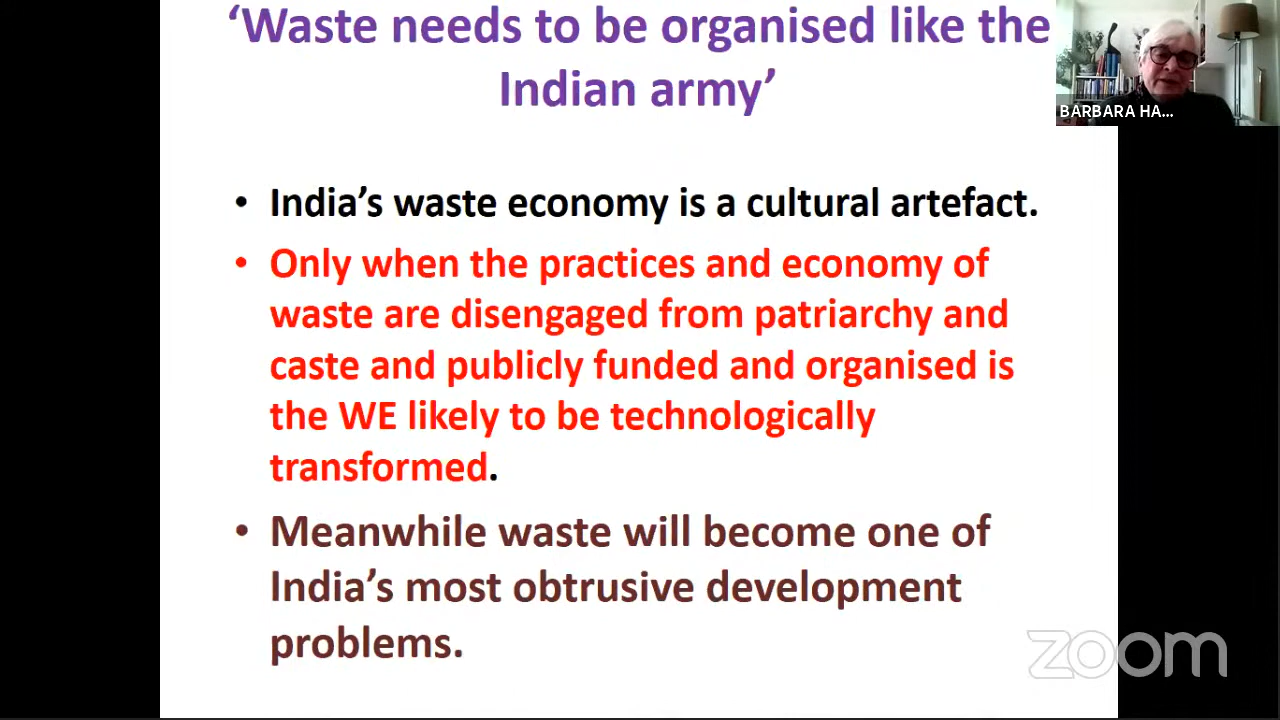 ‘Waste needs to be organised like the
Indian army’
BARBARA HA...
• India’s waste economy is a cultural artefact.
• Only when the practices and economy of
waste are disengaged from patriarchy and
caste and publicly funded and organised is
the WE likely to be technologically
transformed.
• Meanwhile waste will become one of
India’s most obtrusive development
problems.
zoom